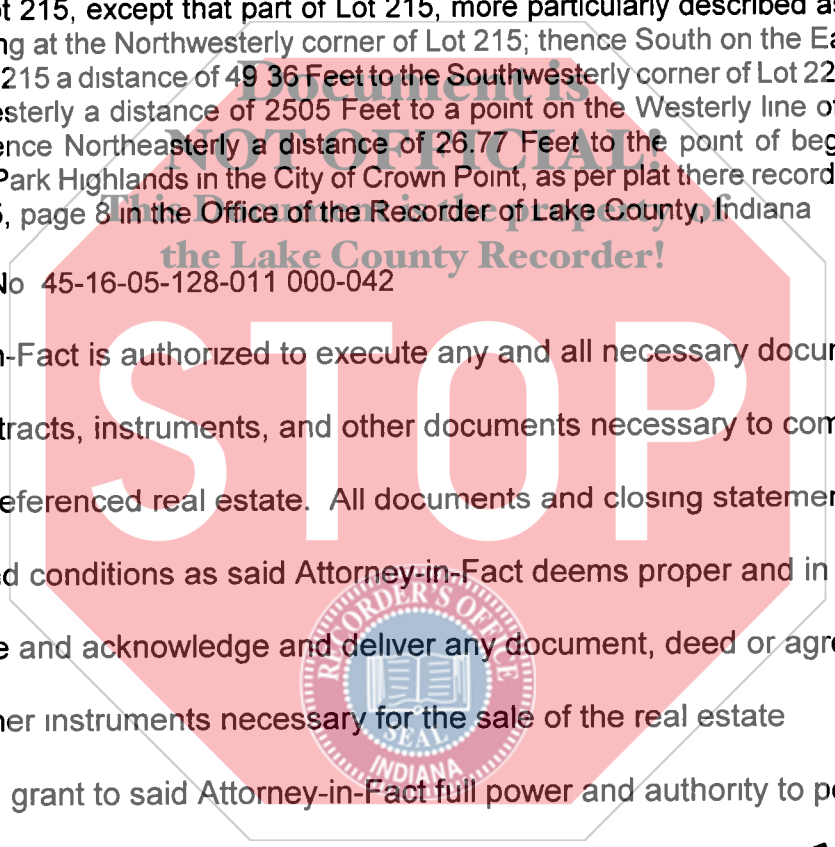 ot 215, except that part of Lot 215, more particularly described as
ng at the Northwesterly corner of Lot 215; thence South on the Ea
215 a distance of 49 36 Feet to the Southwesterly corner of Lot 22
Document is
esterly a distance of 2505 Feet to a point on the Westerly line of
NOT OFFICIAL!
ence Northeasterly a distance of 26.77 Feet to the point of beg
Park Highlands in the City of Crown Point, as per plat there record
This Document is the property of
, page 8 in the Office of the Recorder of Lake County, Indiana
the Lake County Recorder!
No 45-16-05-128-011 000-042
STOP
n-Fact is authorized to execute any and all necessary docur
tracts, instruments, and other documents necessary to com
eferenced real estate. All documents and closing statemer
d conditions as said Attorney-in-Fact deems proper and in
RECORDER'S OFFICE
e and acknowledge and deliver any document, deed or agre
her instruments necessary for the sale of the real estate
SEAL
INDIANA
grant to said Attorney-in-Fact full power and authority to pe